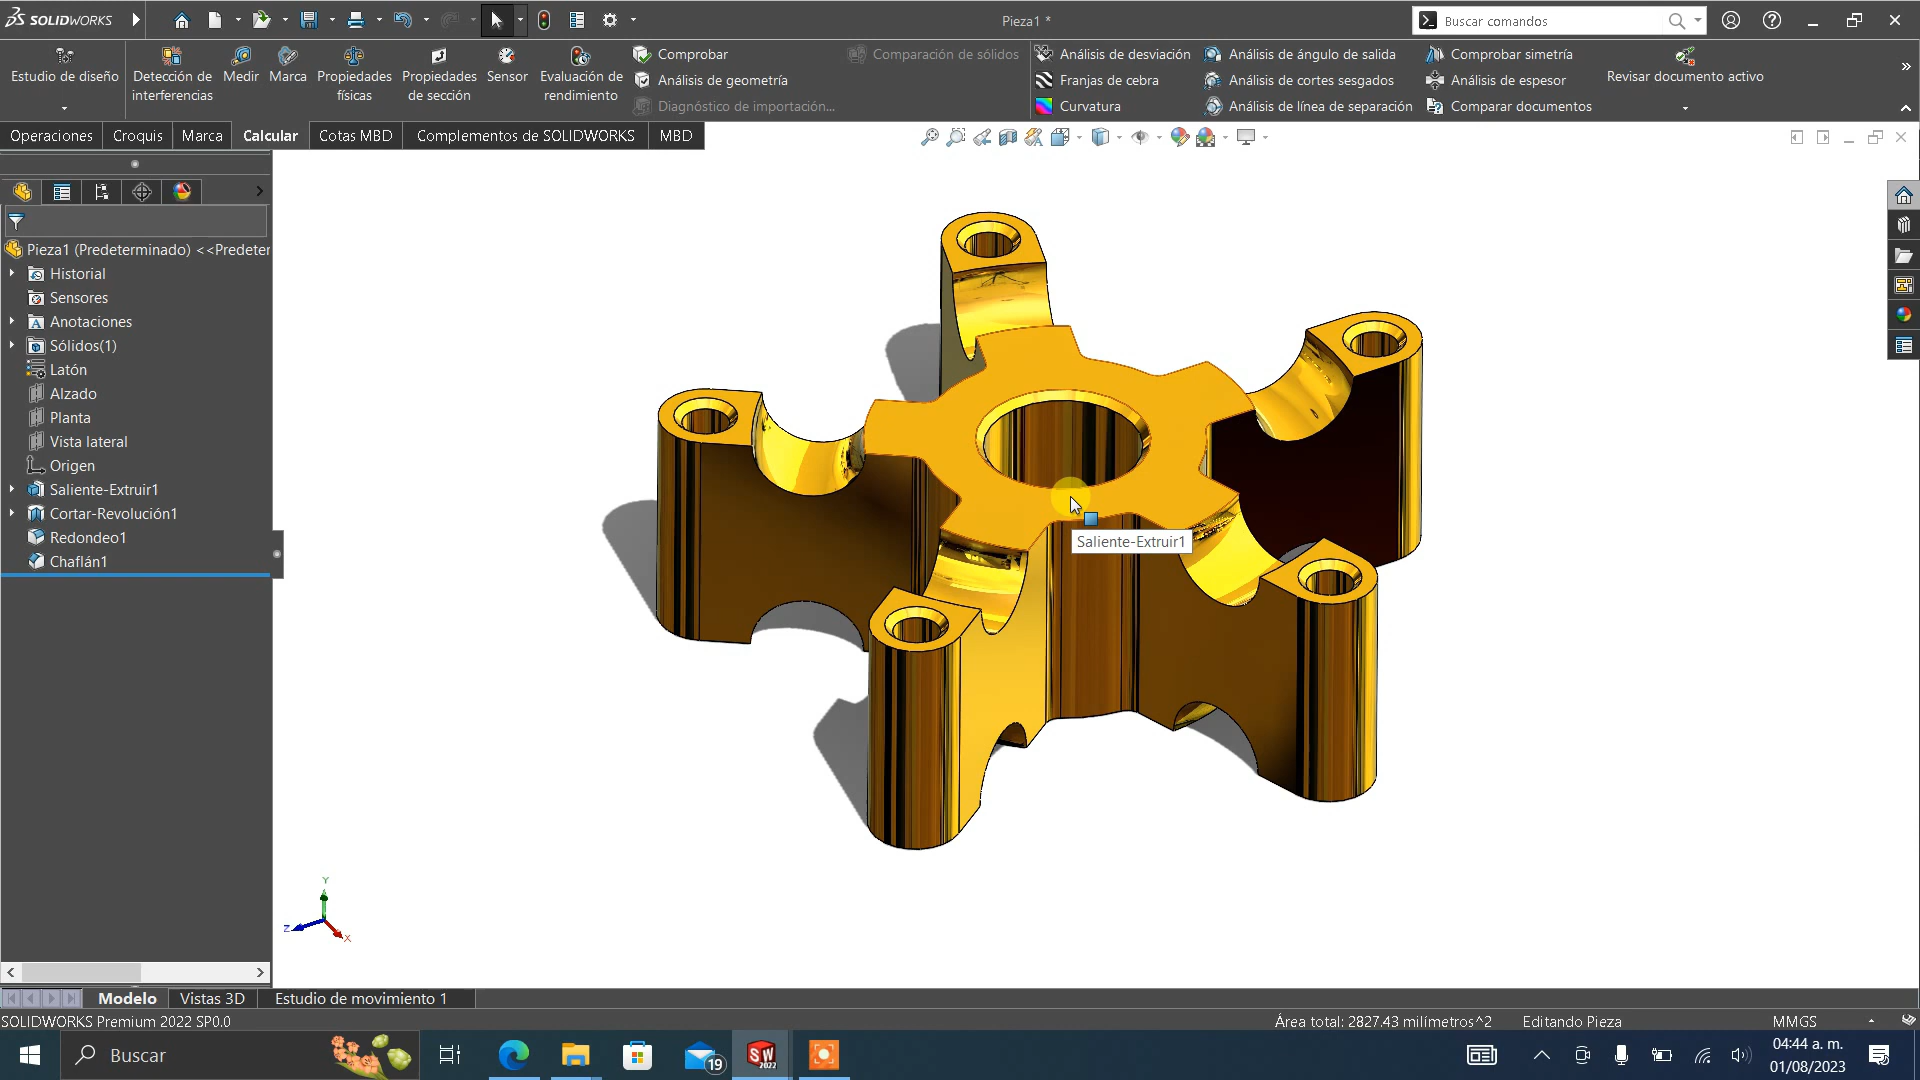 SOLIDWORKS
Pieza1 *
Buscar comandos
Estudio de diseño
Detección de interferencias
Medir
Marca
Propiedades físicas
Propiedades de sección
Sensor
Evaluación de rendimiento
Comprobar
Análisis de geometría
Diagnóstico de importación...
Comparación de sólidos
Análisis de desviación
Franjas de cebra
Curvatura
Análisis de ángulo de salida
Análisis de cortes sesgados
Análisis de línea de separación
Comprobar simetría
Análisis de espesor
Comparar documentos
Revisar documento activo
Operaciones
Croquis
Marca
Calcular
Cotas MBD
Complementos de SOLIDWORKS
MBD
Pieza1 (Predeterminado) <<Predeter
Historial
Sensores
Anotaciones
Sólidos(1)
Latón
Alzado
Planta
Vista lateral
Origen
Saliente-Extruir1
Cortar-Revolución1
Redondeo1
Chaflán1
Saliente-Extruir1
Y
Z
X
Modelo
Vistas 3D
Estudio de movimiento 1
SOLIDWORKS Premium 2022 SP0.0
Área total: 2827.43 milímetros^2
Editando Pieza
MMGS
Buscar
19
SW
2022
04:44 a. m.
01/08/2023